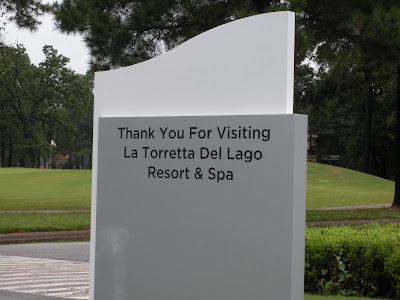 Thank You For Visiting
La Torretta Del Lago
Resort & Spa